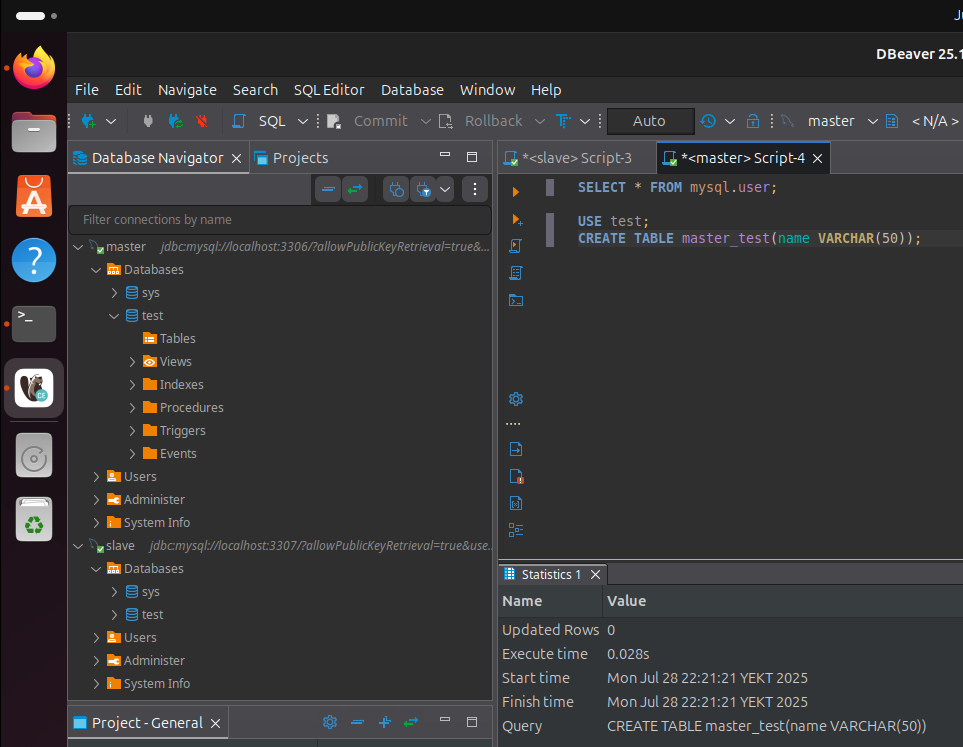 Ju
DBeaver 25.1
File Edit Navigate Search SQL Editor Database Window Help
SQL Commit Rollback Auto master < N/A >
Database Navigator Projects
*<slave> Script-3 *<master> Script-4
Filter connections by name
master jdbc:mysql://localhost:3306/?allowPublicKeyRetrieval=true&...
Databases
sys
test
Tables
Views
Indexes
Procedures
Triggers
Events
Users
Administer
System Info
slave jdbc:mysql://localhost:3307/?allowPublicKeyRetrieval=true&use...
Databases
sys
test
Users
Administer
System Info
Project - General
SELECT * FROM mysql.user;
USE test;
CREATE TABLE master_test(name VARCHAR(50));
Statistics 1
Name Value
Updated Rows 0
Execute time 0.028s
Start time Mon Jul 28 22:21:21 YEKT 2025
Finish time Mon Jul 28 22:21:21 YEKT 2025
Query CREATE TABLE master_test(name VARCHAR(50))